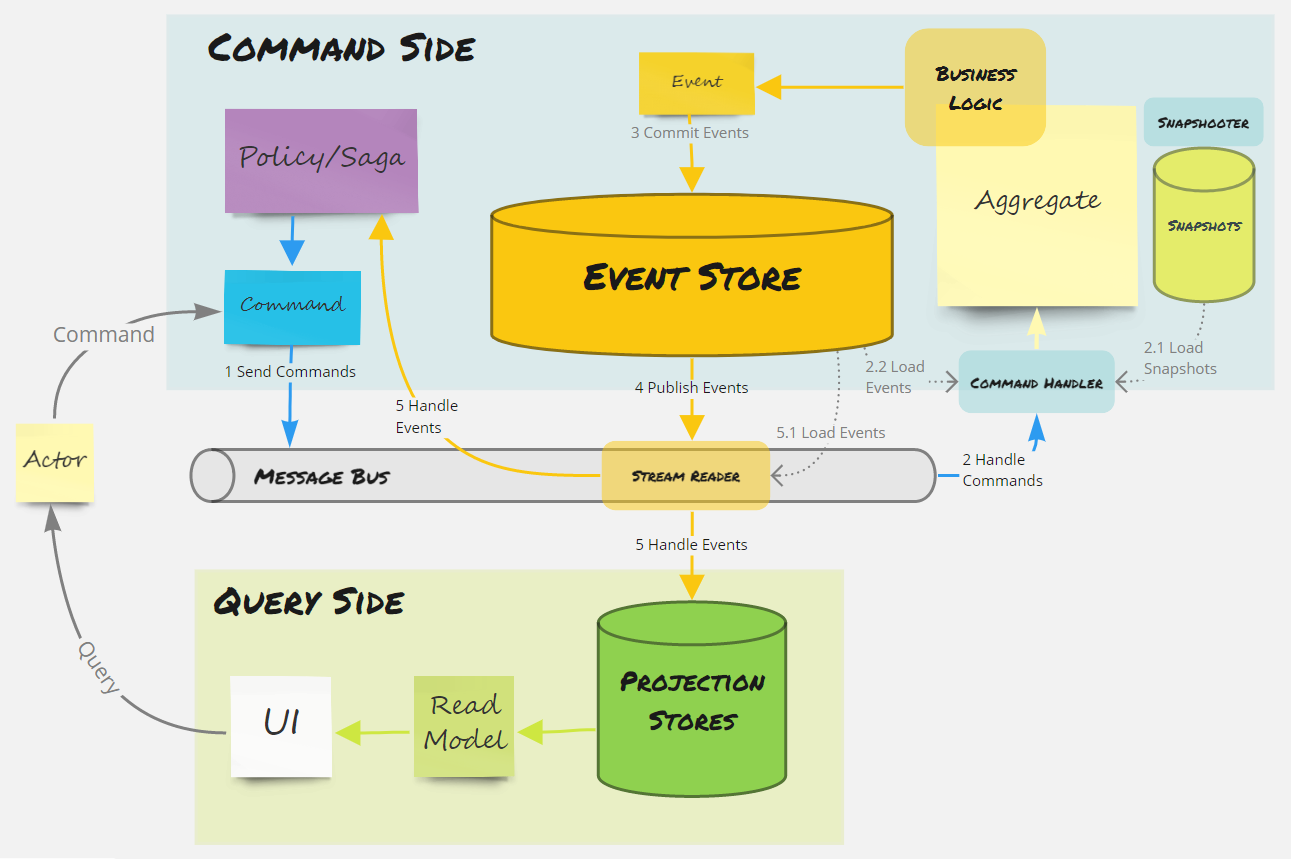 Command Side
Event
Business
Logic
Snapshooter
3 Commit Events
Policy/Saga
Aggregate
Snapshots
Event Store
Command
Command
1 Send Commands
2.1 Load
Snapshots
2.2 Load
Events
Command Handler
4 Publish Events
5 Handle
Events
5.1 Load Events
Actor
Message Bus
Stream Reader
2 Handle
Commands
5 Handle Events
Query Side
Query
UI
Read
Model
Projection
Stores